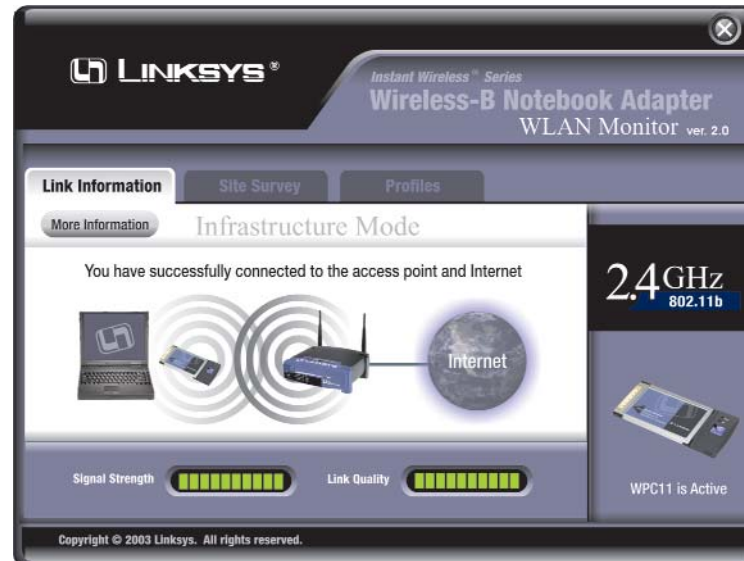 LINKSYS®
Instant Wireless™ Series
Wireless-B Notebook Adapter
WLAN Monitor ver. 2.0
Link Information
Site Survey
Profiles
More Information
Infrastructure Mode
You have successfully connected to the access point and Internet
2.4GHz
802.11b
LINKSYS
Internet
Signal Strength
Link Quality
WPC11 is Active
Copyright © 2003 Linksys. All rights reserved.